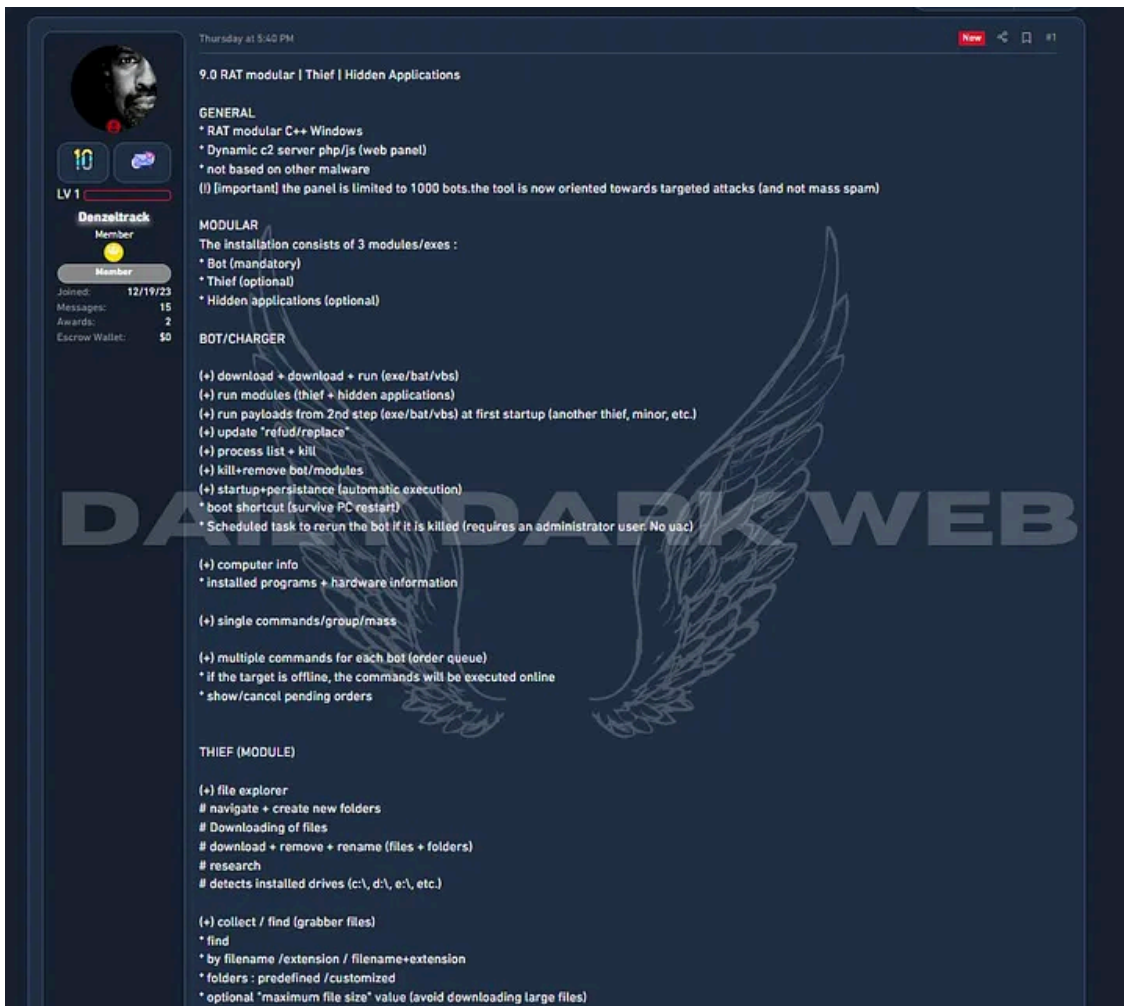 Thursday at 5:40 PM
New
#1
9.0 RAT modular | Thief | Hidden Applications
GENERAL
* RAT modular C++ Windows
* Dynamic c2 server php/js (web panel)
* not based on other malware
(!) [important] the panel is limited to 1000 bots.the tool is now oriented towards targeted attacks (and not mass spam)
10
LV 1
Denzeltrack
Member
Member
Joined: 12/19/23
Messages: 15
Awards: 2
Escrow Wallet: $0
MODULAR
The installation consists of 3 modules/exes :
* Bot (mandatory)
* Thief (optional)
* Hidden applications (optional)
BOT/CHARGER
(+) download + download + run (exe/bat/vbs)
(+) run modules (thief + hidden applications)
(+) run payloads from 2nd step (exe/bat/vbs) at first startup (another thief, minor, etc.)
(+) update "refud/replace"
(+) process list + kill
(+) kill+remove bot/modules
(+) startup+persistance (automatic execution)
* boot shortcut (survive PC restart)
* Scheduled task to rerun the bot if it is killed (requires an administrator user. No uac)
DAILY DARK WEB
(+) computer info
* installed programs + hardware information
(+) single commands/group/mass
(+) multiple commands for each bot (order queue)
* if the target is offline, the commands will be executed online
* show/cancel pending orders
THIEF (MODULE)
(+) file explorer
# navigate + create new folders
# Downloading of files
# download + remove + rename (files + folders)
# research
# detects installed drives (c:\, d:\, e:\, etc.)
(+) collect / find (grabber files)
* find
* by filename /extension / filename+extension
* folders : predefined /customized
* optional "maximum file size" value (avoid downloading large files)